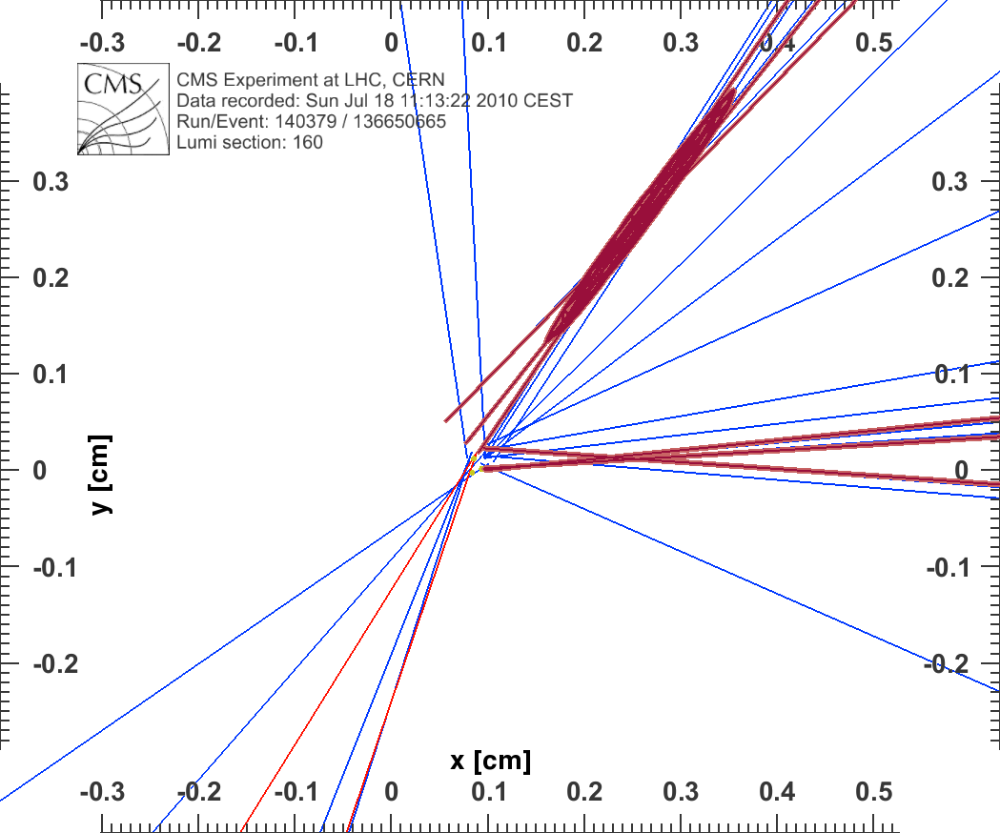 -0.3 -0.2 -0.1 0 0.1 0.2 0.3 0.4 0.5
CMS
CMS Experiment at LHC, CERN
Data recorded: Sun Jul 18 11:13:22 2010 CEST
Run/Event: 140379 / 136650665
Lumi section: 160
0.3 0.3
0.2 0.2
0.1 0.1
y [cm]
0 0
-0.1 -0.1
-0.2 -0.2
x [cm]
-0.3 -0.2 -0.1 0 0.1 0.2 0.3 0.4 0.5